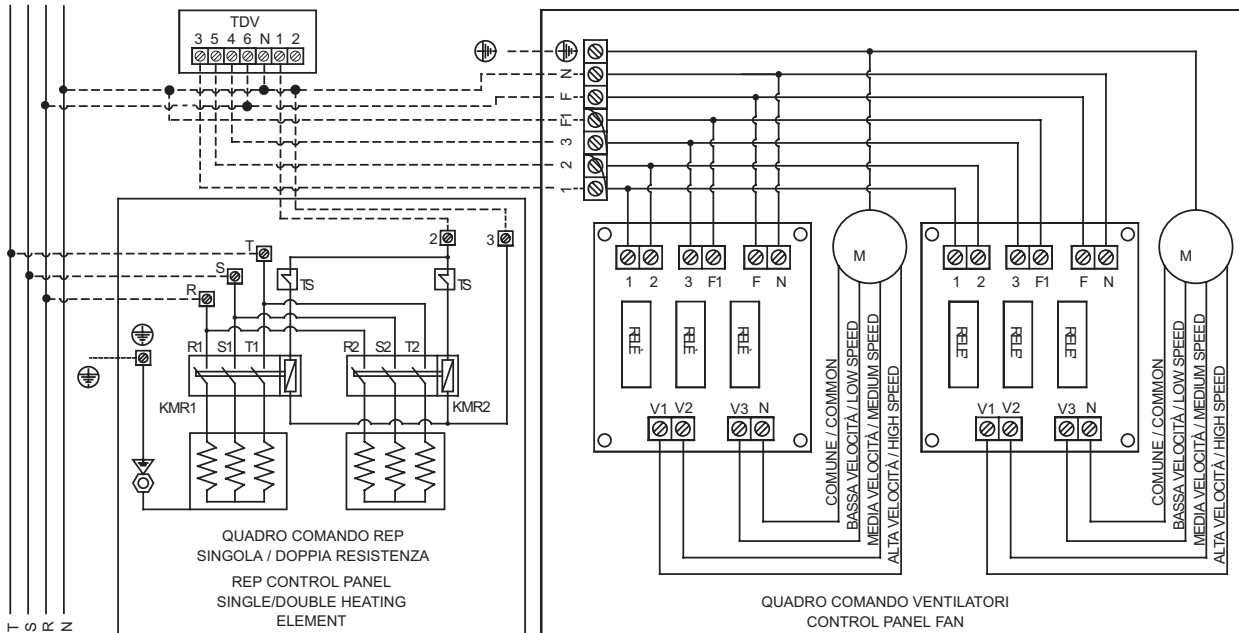 TDV
3 5 4 6 N 1 2
N
F
F1
3
2
1
2
3
T
S
R
TS
TS
R1 S1 T1
R2 S2 T2
KMR1
KMR2
QUADRO COMANDO REP
SINGOLA / DOPPIA RESISTENZA
REP CONTROL PANEL
SINGLE/DOUBLE HEATING
ELEMENT
T
S
R
N
1 2 3 F1 F N
RELÈ
RELÈ
RELÈ
V1 V2 V3 N
M
COMUNE / COMMON
BASSA VELOCITÀ / LOW SPEED
MEDIA VELOCITÀ / MEDIUM SPEED
ALTA VELOCITÀ / HIGH SPEED
1 2 3 F1 F N
RELÈ
RELÈ
RELÈ
V1 V2 V3 N
M
COMUNE / COMMON
BASSA VELOCITÀ / LOW SPEED
MEDIA VELOCITÀ / MEDIUM SPEED
ALTA VELOCITÀ / HIGH SPEED
QUADRO COMANDO VENTILATORI
CONTROL PANEL FAN